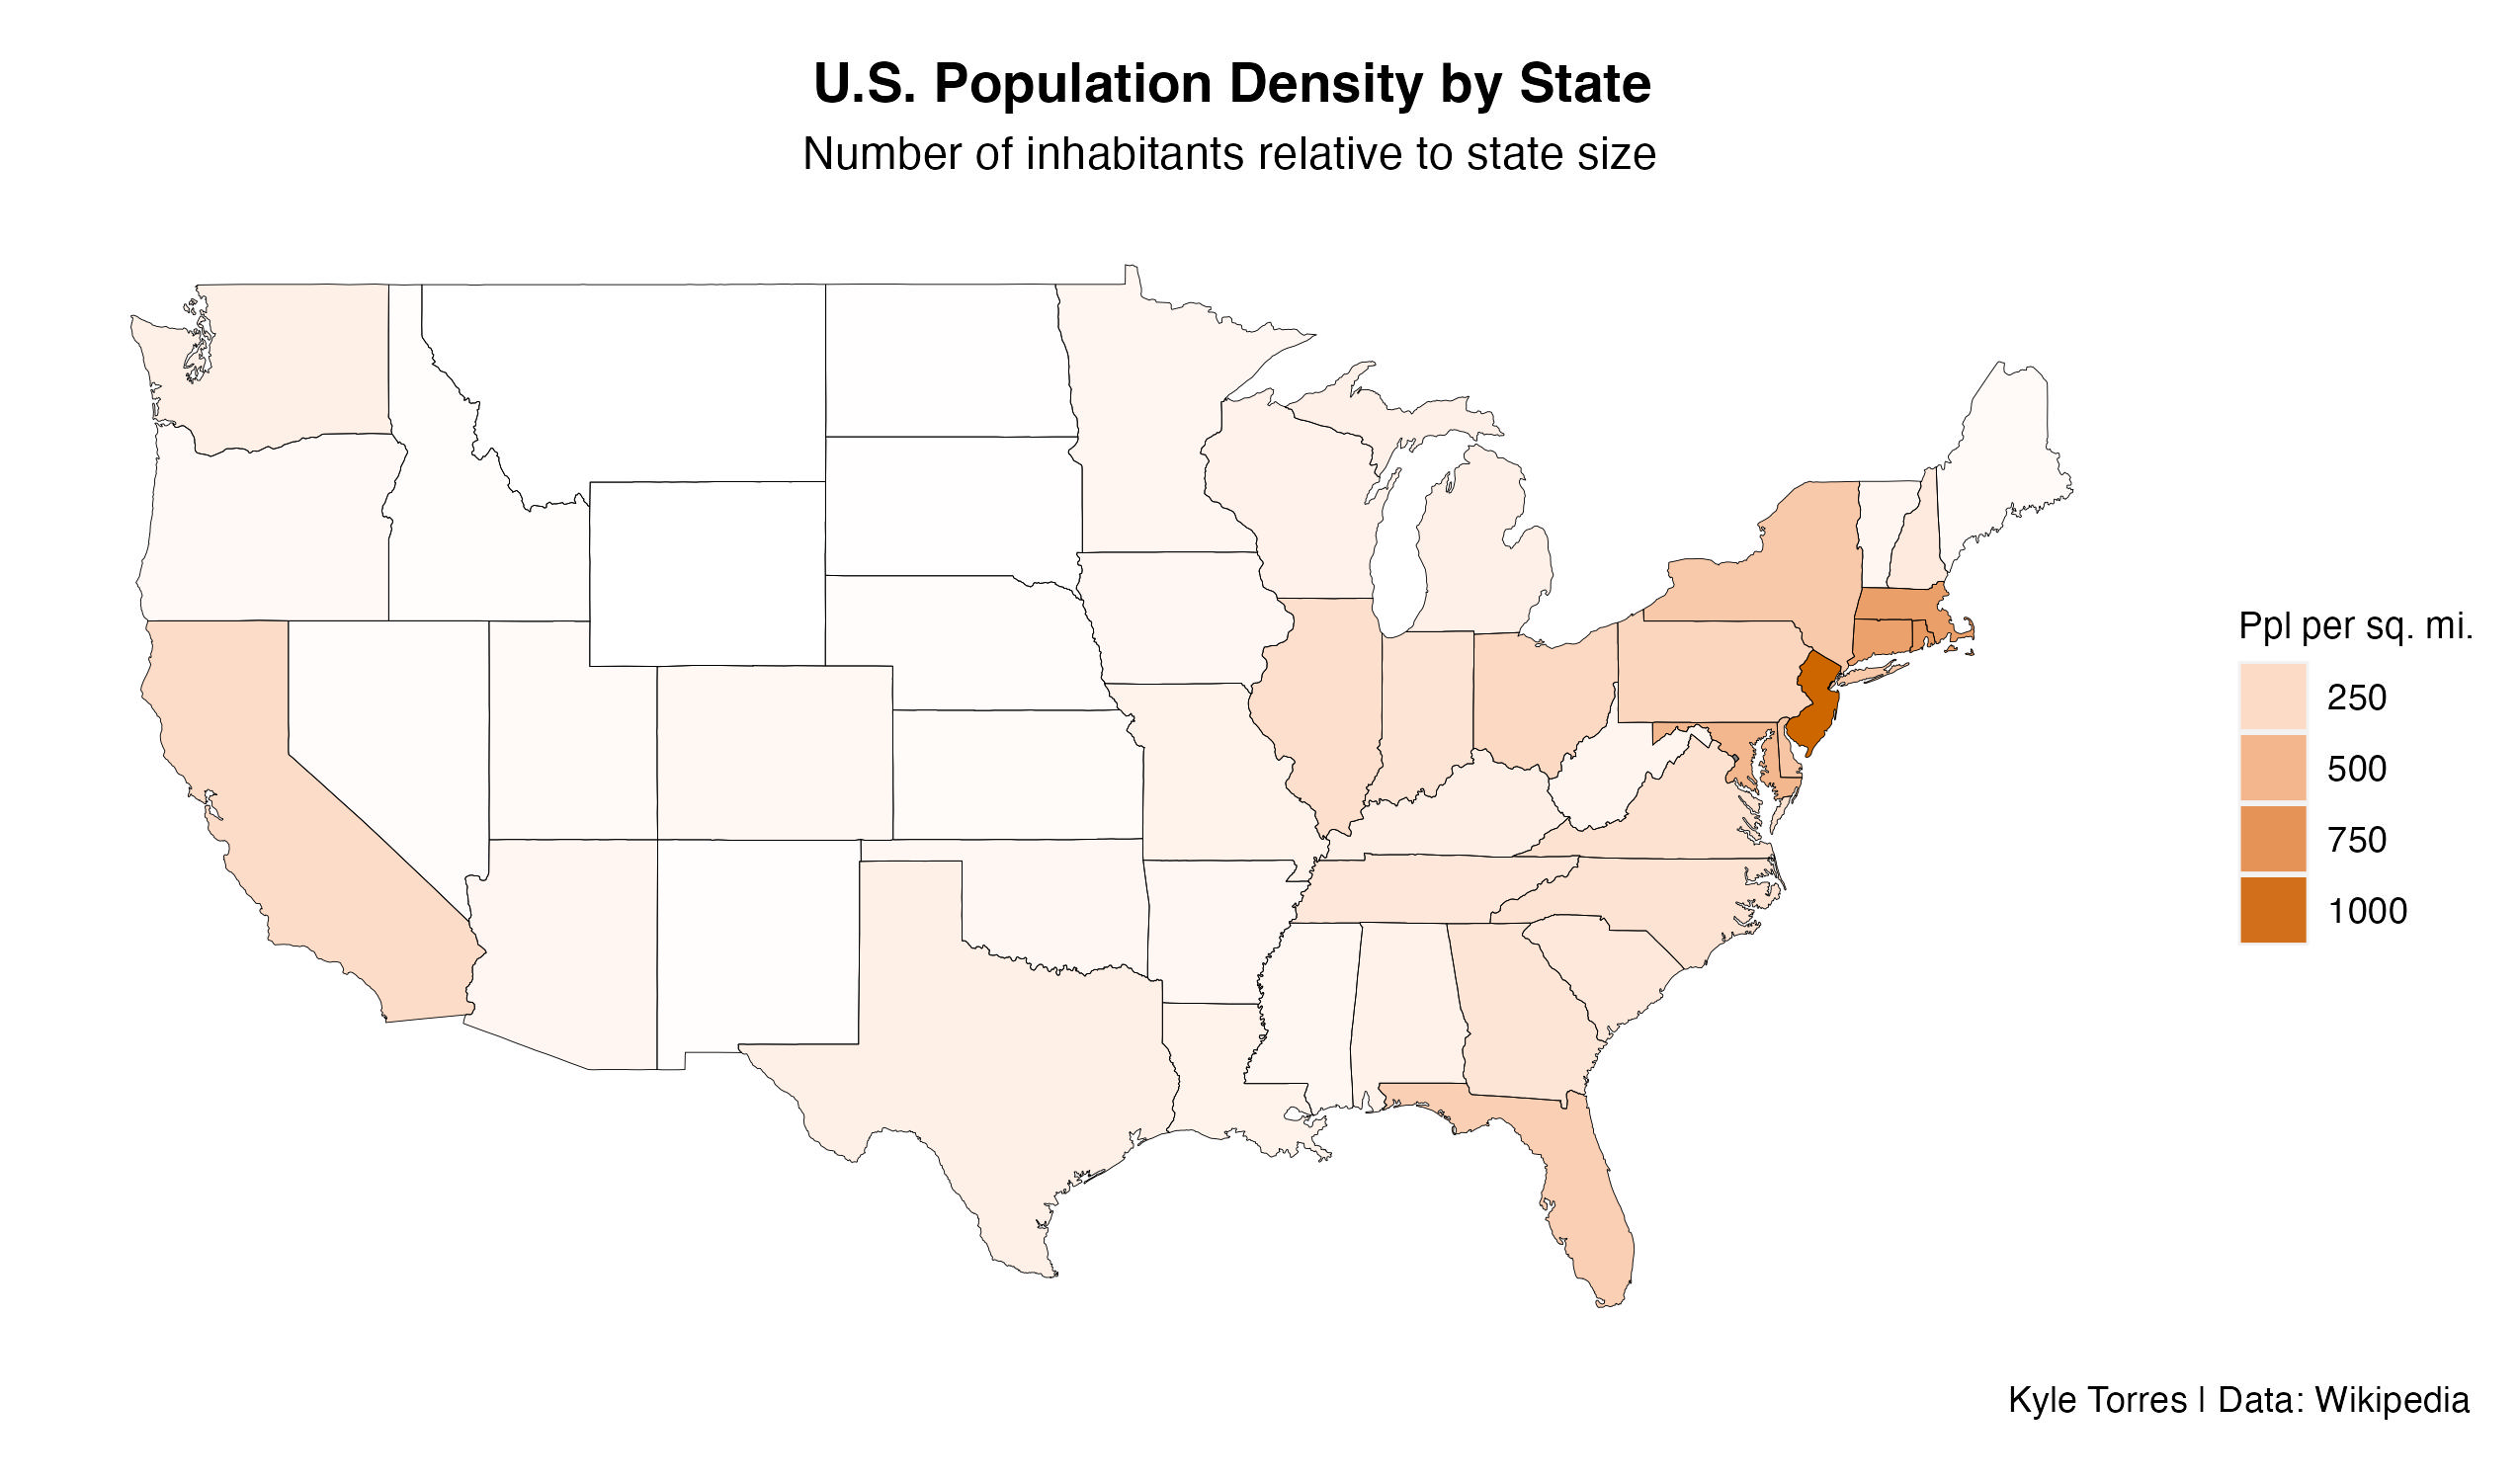 U.S. Population Density by State
Number of inhabitants relative to state size
Ppl per sq. mi.
250
500
750
1000
Kyle Torres | Data: Wikipedia